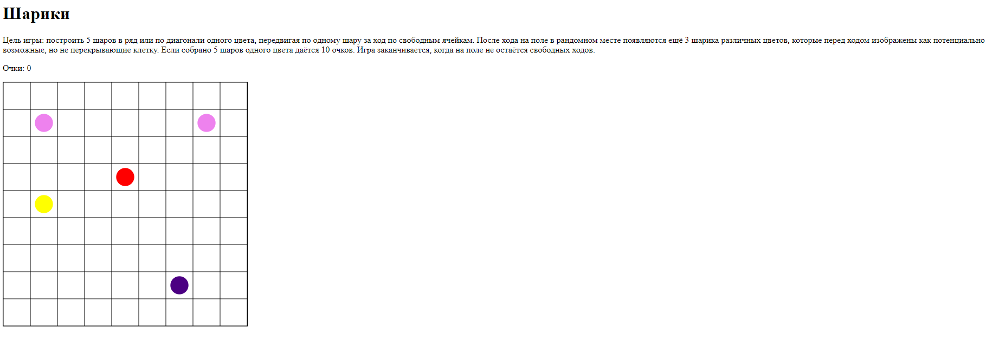 Шарики
Цель игры: построить 5 шаров в ряд или по диагонали одного цвета, передвигая по одному шару за ход по свободным ячейкам. После хода на поле в рандомном месте появляются ещё 3 шарика различных цветов, которые перед ходом изображены как потенциально
возможные, но не перекрывающие клетку. Если собрано 5 шаров одного цвета даётся 10 очков. Игра заканчивается, когда на поле не остаётся свободных ходов.
Очки: 0